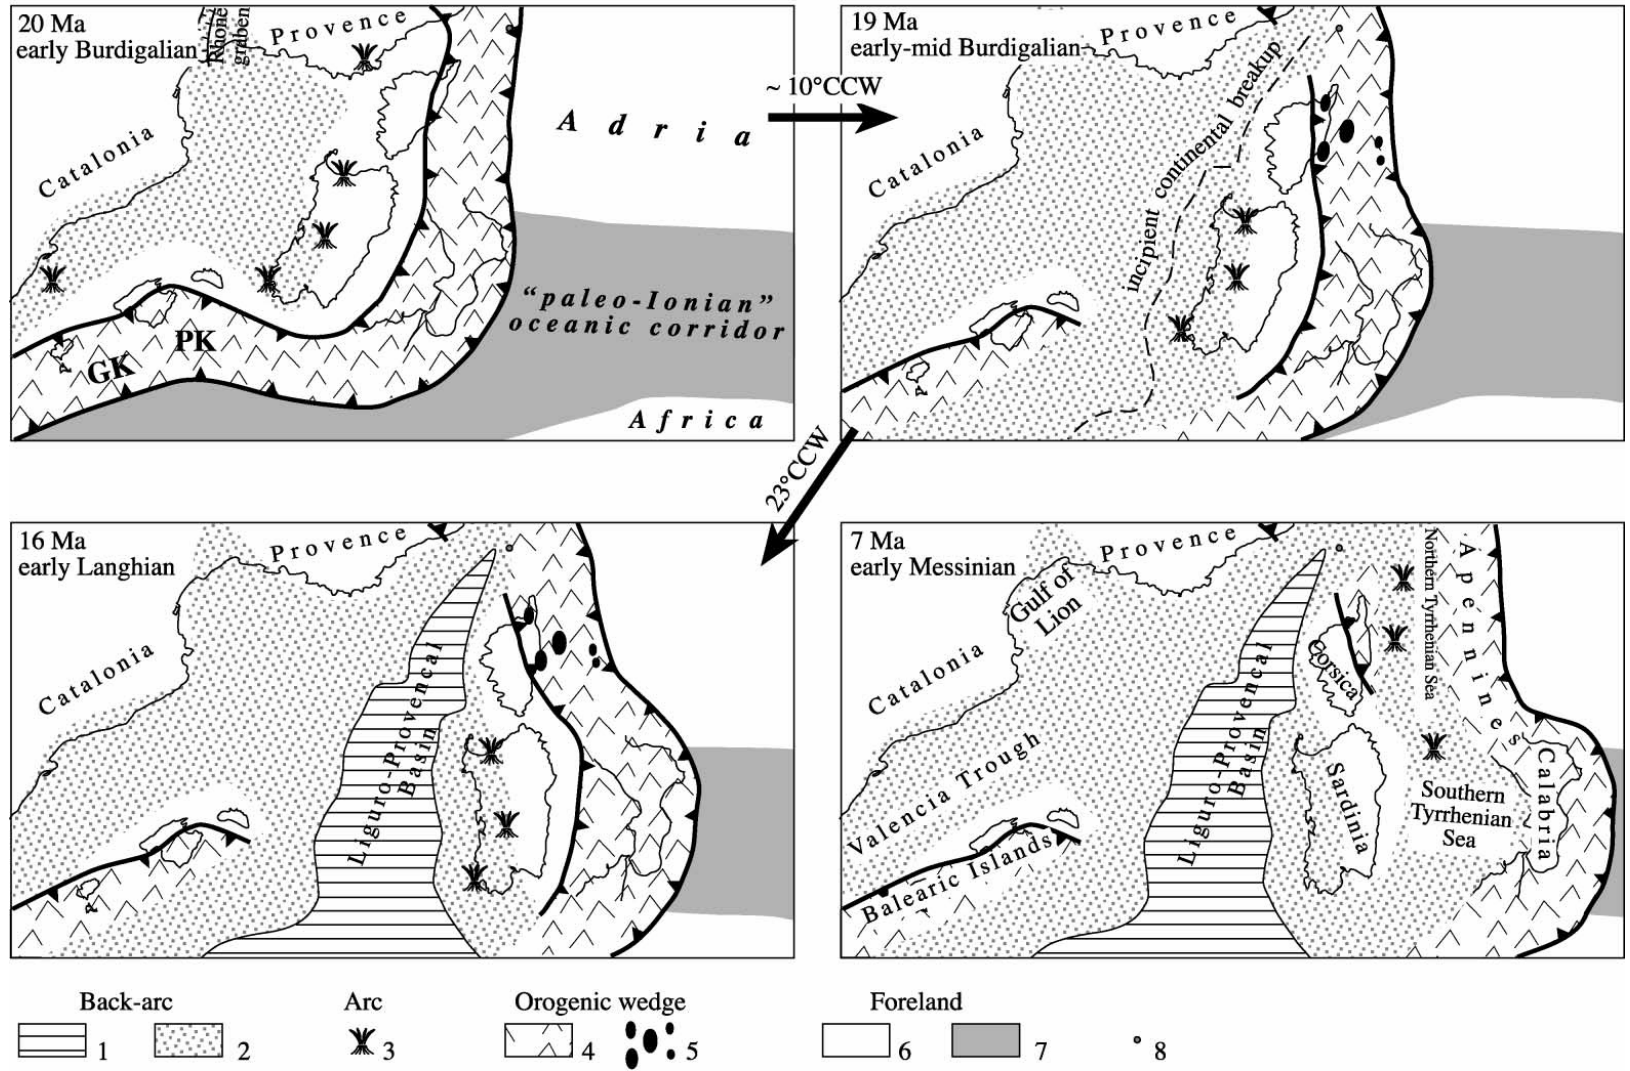 20 Ma
early Burdigalian
Rhone
graben
Provence
Catalonia
Adria
"paleo-Ionian"
oceanic corridor
PK
GK
Africa
~ 10°CCW
19 Ma
early-mid Burdigalian
Provence
Catalonia
incipient continental breakup
23°CCW
16 Ma
early Langhian
Provence
Catalonia
Liguro-Provencal
Basin
7 Ma
early Messinian
Provence
Gulf of
Lion
Catalonia
Northern Tyrrhenian Sea
Apennines
Corsica
Liguro-Provencal
Basin
Valencia Trough
Sardinia
Southern
Tyrrhenian
Sea
Calabria
Balearic Islands
Back-arc
Arc
Orogenic wedge
Foreland
1
2
3
4
5
6
7
8